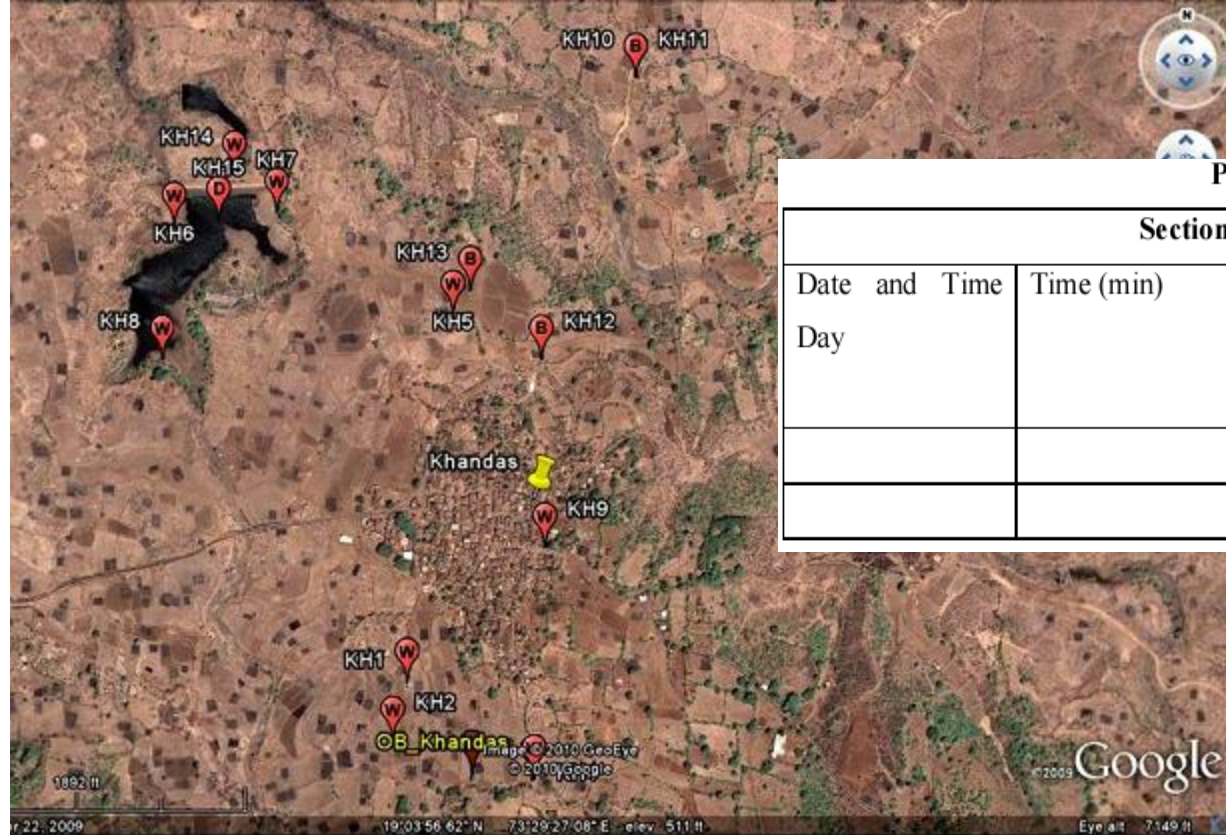 N
KH10 B KH11
KH14 W
KH15 KH7
W D W
KH6
KH13 B
W
KH5
KH8 W
B KH12
Khandas
W KH9
KH1 W
W KH2
OB_Khandas
Image © 2010 GeoEye
© 2010 Google
1892 ft
©2009 Google
r 22, 2009
19°03'56.62" N 73°29'27.08" E elev 511 ft
Eye alt 7149 ft
P
Section
Date and Time
Day
Time (min)